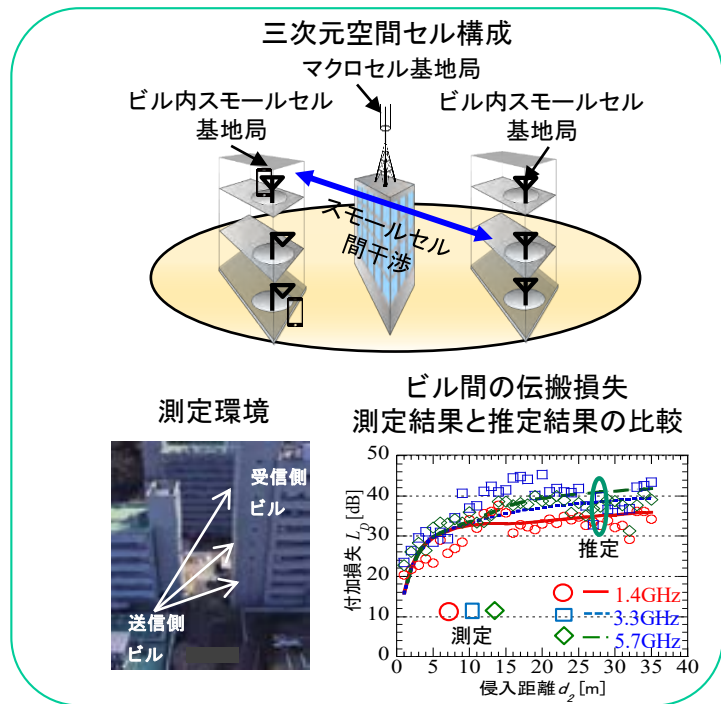 三次元空間セル構成
マクロセル基地局
ビル内スモールセル
基地局
ビル内スモールセル
基地局
スモールセル
間干渉
測定環境
受信側
ビル
送信側
ビル
ビル間の伝搬損失
測定結果と推定結果の比較
付加損失 L_D [dB]
50
40
30
20
10
0
推定
測定
1.4GHz
3.3GHz
5.7GHz
0 5 10 15 20 25 30 35 40
侵入距離 d_2 [m]